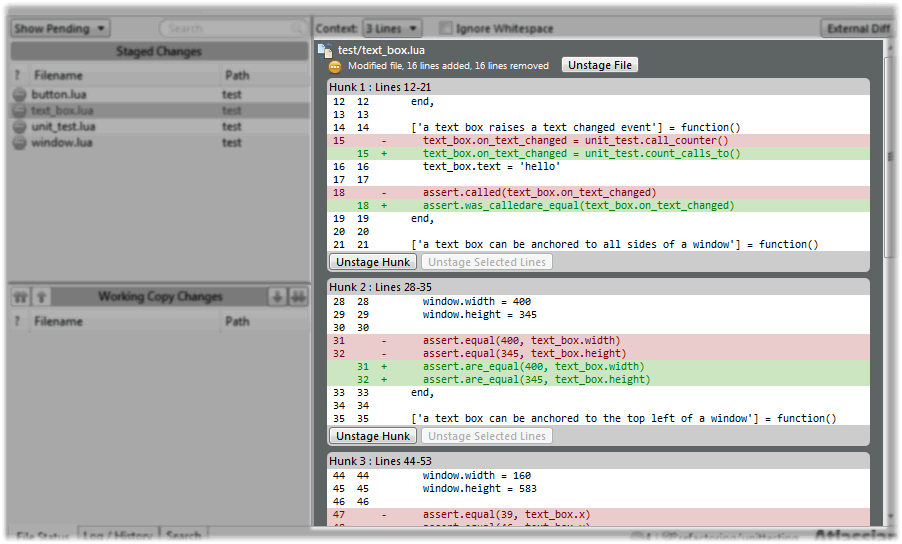 Show Pending Search Context: 3 Lines Ignore Whitespace External Diff
Staged Changes
? Filename Path
button.lua test
text_box.lua test
unit_test.lua test
window.lua test
Working Copy Changes
? Filename Path
test/text_box.lua
Modified file, 16 lines added, 16 lines removed Unstage File
Hunk 1 : Lines 12-21
12 12 end,
13 13
14 14 ['a text box raises a text changed event'] = function()
15 - text_box.on_text_changed = unit_test.call_counter()
15 + text_box.on_text_changed = unit_test.count_calls_to()
16 16 text_box.text = 'hello'
17 17
18 - assert.called(text_box.on_text_changed)
18 + assert.was_calledare_equal(text_box.on_text_changed)
19 19 end,
20 20
21 21 ['a text box can be anchored to all sides of a window'] = function()
Unstage Hunk Unstage Selected Lines
Hunk 2 : Lines 28-35
28 28 window.width = 400
29 29 window.height = 345
30 30
31 - assert.equal(400, text_box.width)
32 - assert.equal(345, text_box.height)
31 + assert.are_equal(400, text_box.width)
32 + assert.are_equal(345, text_box.height)
33 33 end,
34 34
35 35 ['a text box can be anchored to the top left of a window'] = function()
Unstage Hunk Unstage Selected Lines
Hunk 3 : Lines 44-53
44 44 window.width = 160
45 45 window.height = 583
46 46
47 - assert.equal(39, text_box.x)
File Status Log / History Search